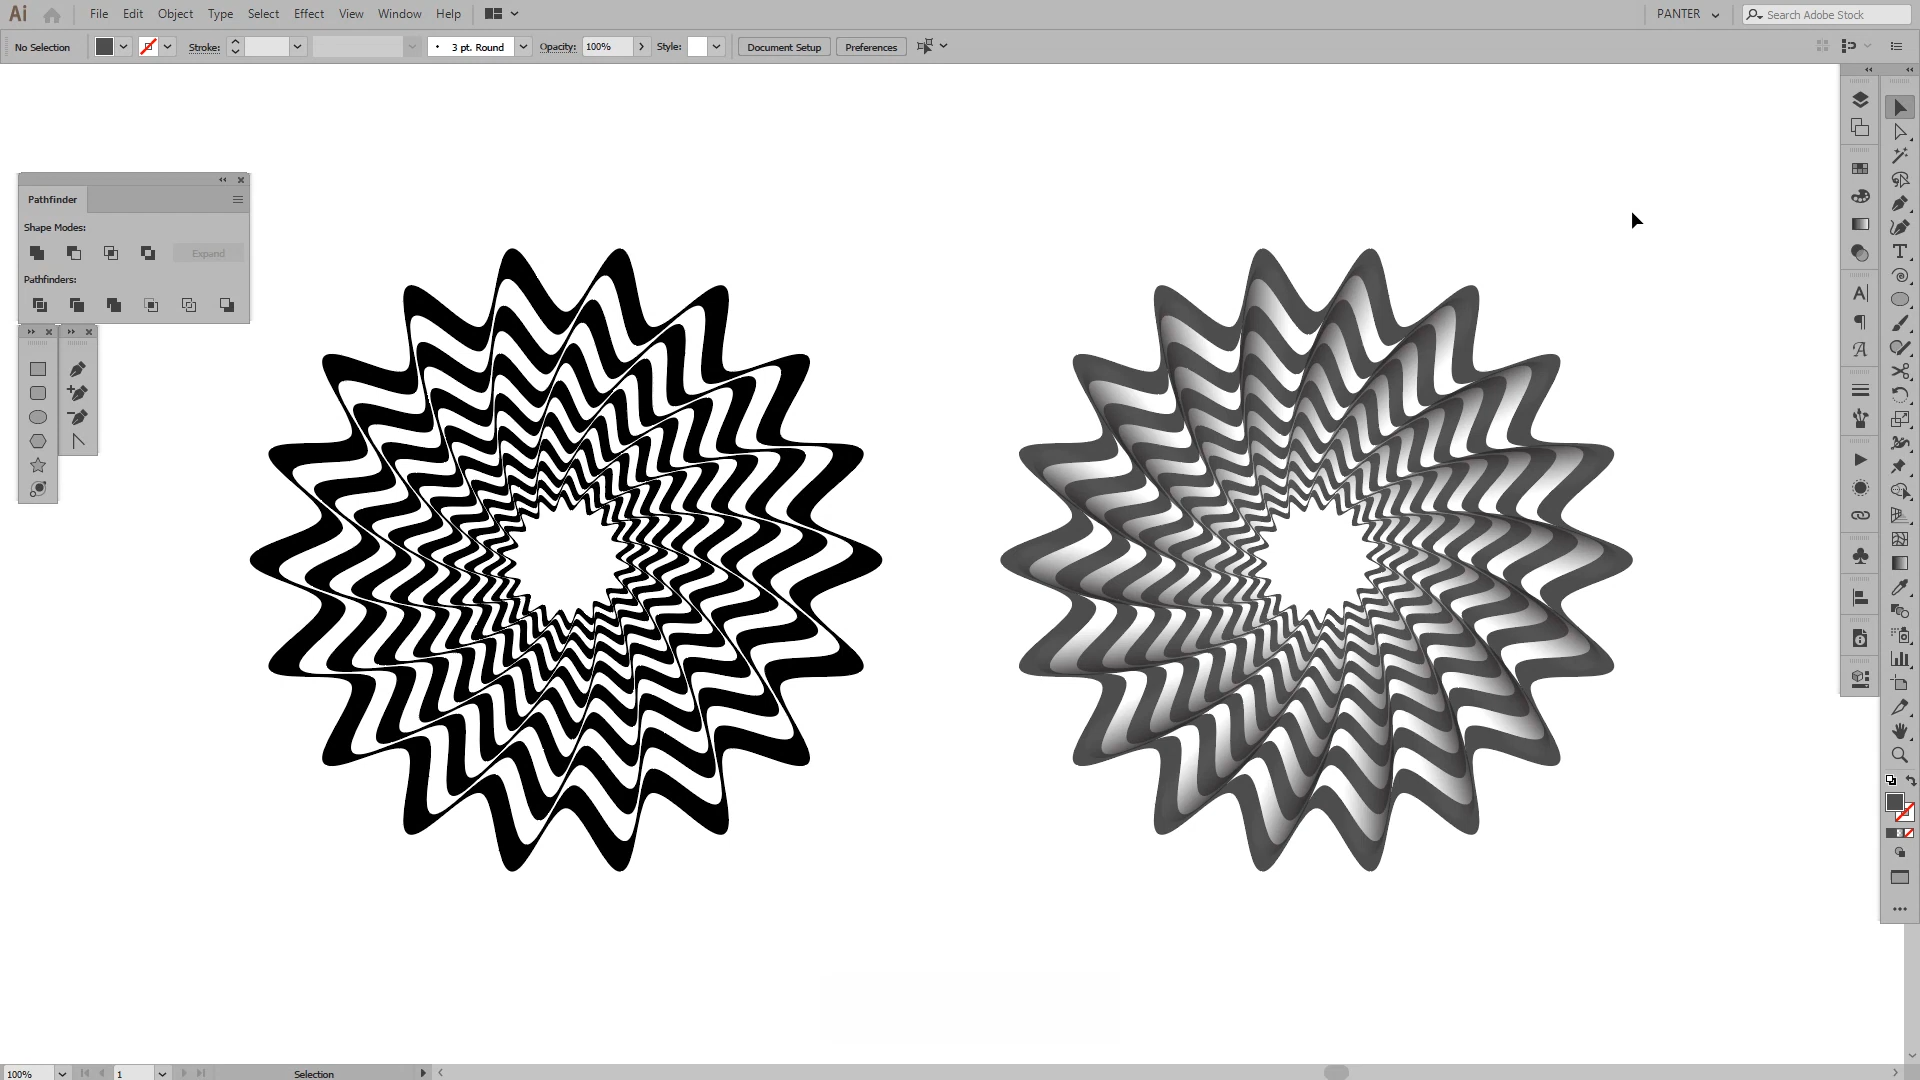 Ai File Edit Object Type Select Effect View Window Help PANTER Search Adobe Stock
No Selection Stroke: 3 pt. Round Opacity: 100% Style: Document Setup Preferences
Pathfinder
Shape Modes:
Expand
Pathfinders:
100% 1 Selection